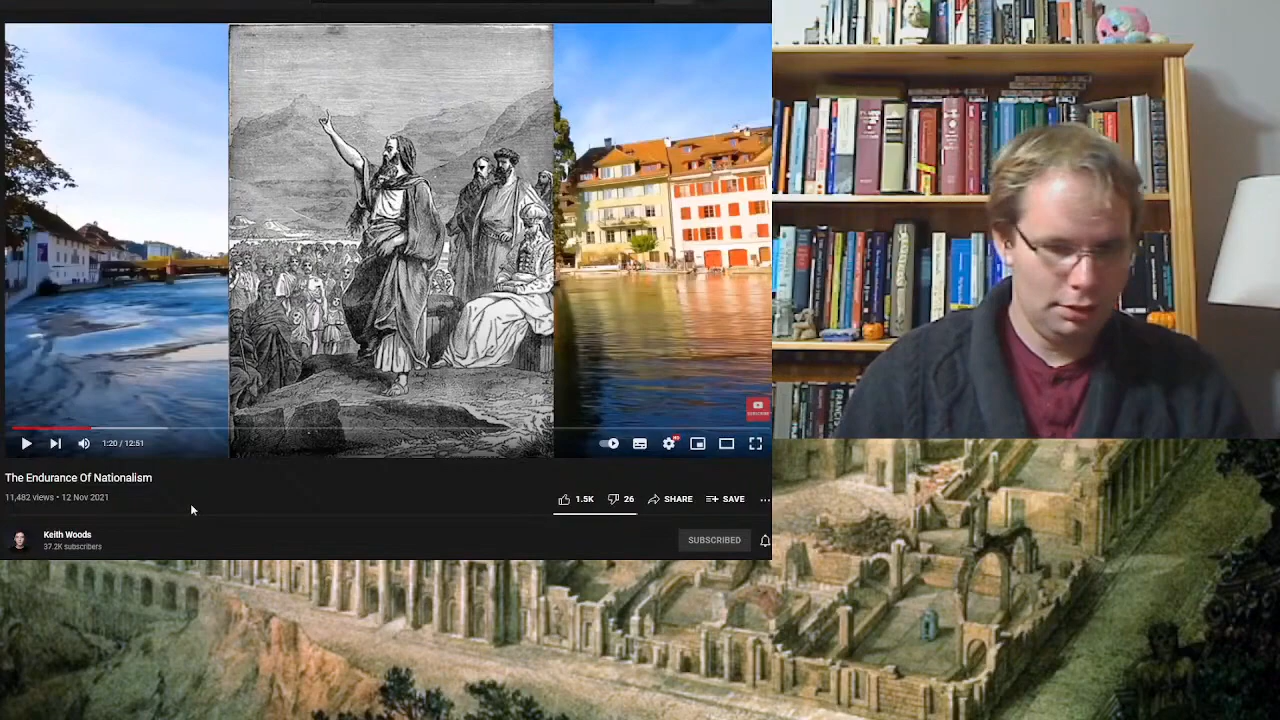 1:20 / 12:51
SUBSCRIBE
The Endurance Of Nationalism
11,482 views • 12 Nov 2021
1.5K
26
SHARE
SAVE
Keith Woods
37.2K subscribers
SUBSCRIBED